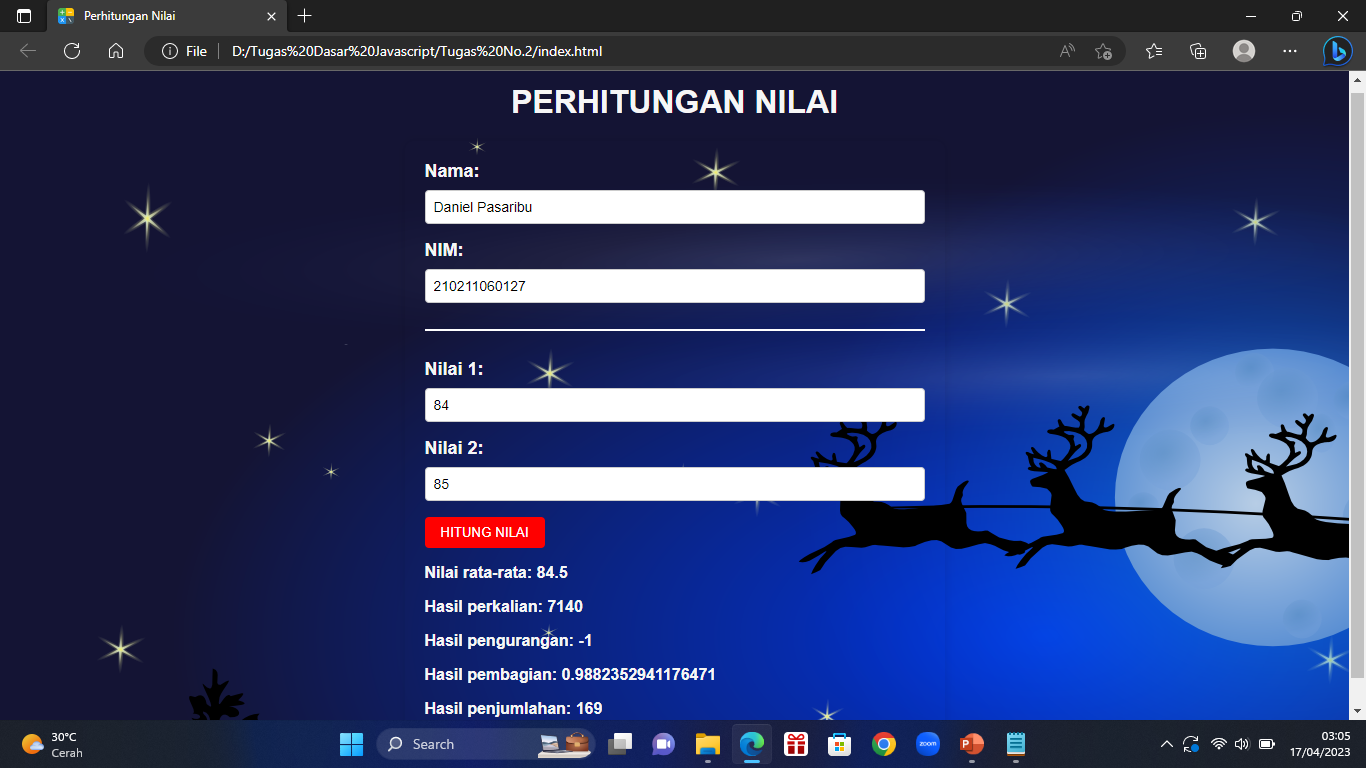 Perhitungan Nilai
File
D:/Tugas%20Dasar%20Javascript/Tugas%20No.2/index.html
PERHITUNGAN NILAI
Nama:
Daniel Pasaribu
NIM:
210211060127
Nilai 1:
84
Nilai 2:
85
HITUNG NILAI
Nilai rata-rata: 84.5
Hasil perkalian: 7140
Hasil pengurangan: -1
Hasil pembagian: 0.9882352941176471
Hasil penjumlahan: 169
30°C
Cerah
Search
zoom
03:05
17/04/2023